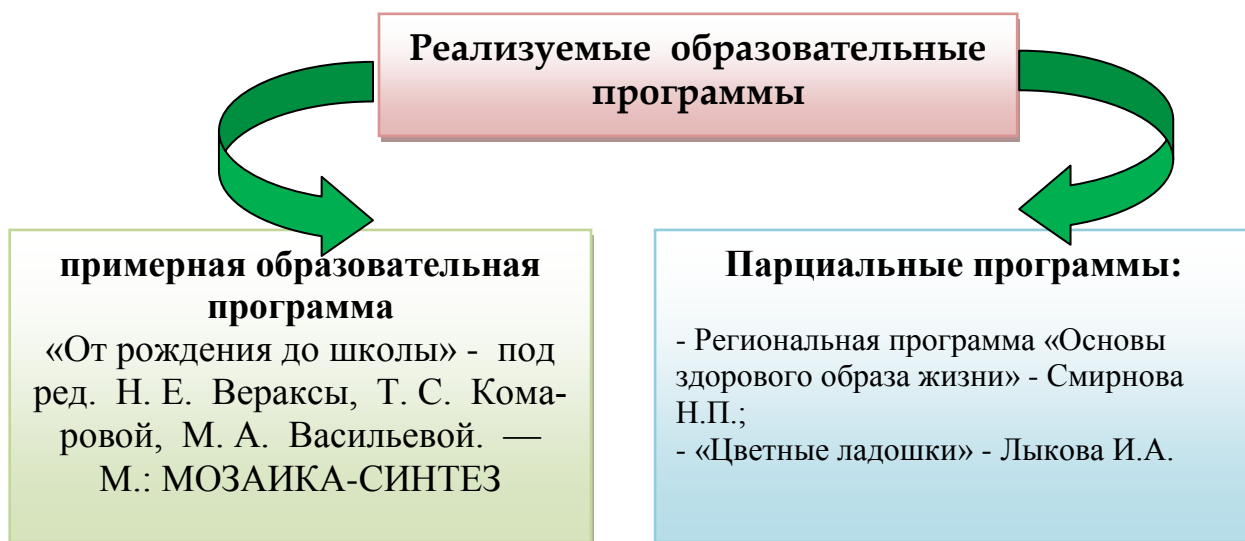 Реализуемые образовательные
программы
примерная образовательная
программа
«От рождения до школы» - под
ред. Н. Е. Вераксы, Т. С. Кома-
ровой, М. А. Васильевой. —
М.: МОЗАИКА-СИНТЕЗ
Парциальные программы:
- Региональная программа «Основы
здорового образа жизни» - Смирнова
Н.П.;
- «Цветные ладошки» - Лыкова И.А.